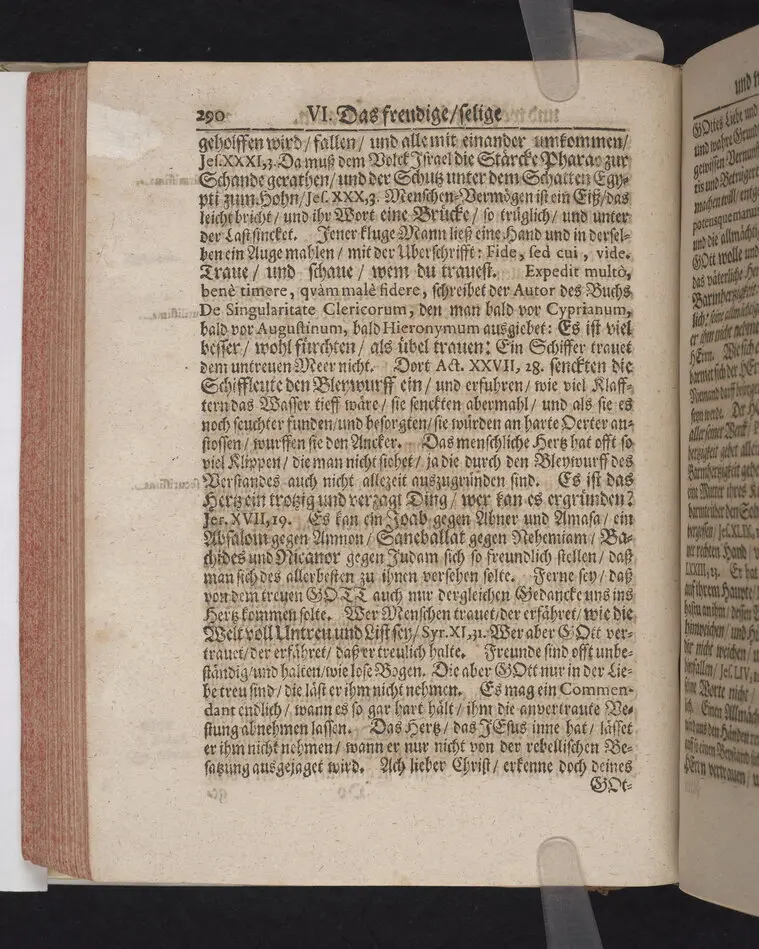 290 VI. Das freudige/selige
geholffen wird/ fallen/ und alle mit einander umkommen/
Jes. XXXI, 3. Da muß dem Volck Israel die Stärcke Pharao zur
Schande gerathen/ und der Schutz unter dem Schatten Egy-
pti zum Hohn/ Jes. XXX, 3. Menschen-Vermögen ist ein Eiß/ das
leicht bricht/ und ihr Wort eine Brücke/ so trüglich/ und unter
der Last sincket. Jener kluge Mann ließ eine Hand und in dersel-
ben ein Auge mahlen/ mit der Uberschrifft: Fide, sed cui, vide.
Traue/ und schaue/ wem du trauest. Expedit multò,
benè timere, qvàm malè fidere, schreibet der Autor des Buchs
De Singularitate Clericorum, den man bald vor Cyprianum,
bald vor Augustinum, bald Hieronymum ausgiebet: Es ist viel
besser/ wohl fürchten/ als übel trauen: Ein Schiffer trauet
dem untreuen Meer nicht. Dort Act. XXVII, 28. senckten die
Schiffleute den Bleywurff ein/ und erfuhren/ wie viel Klaff-
tern das Wasser tieff wäre/ sie senckten abermahl/ und als sie es
noch seuchter funden/ und besorgten/ sie würden an harte Oerter an-
stossen/ wurffen sie den Ancker. Das menschliche Hertz hat offt so
viel Klippen/ die man nicht siehet/ ja die durch den Bleywurff des
Verstandes auch nicht allezeit auszugründen sind. Es ist das
Hertz ein trotzig und verzagt Ding/ wer kan es ergründen?
Jer. XVII, 19. Es kan ein Joab gegen Abner und Amasa/ ein
Absalom gegen Amnon/ Saneballat gegen Nehemiam/ Ba-
chides und Nicanor gegen Judam sich so freundlich stellen/ daß
man sich des allerbesten zu ihnen versehen solte. Ferne sey/ daß
von dem treuen GOTT auch nur dergleichen Gedancke uns ins
Hertz kommen solte. Wer Menschen trauet/ der erfähret/ wie die
Welt voll Untreu und List sey/ Syr. XI, 31. Wer aber GOtt ver-
trauet/ der erfähret/ daß er treulich halte. Freunde sind offt unbe-
ständig/ und halten/ wie lose Bogen. Die aber GOtt nur in der Lie-
be treu sind/ die läst er ihm nicht nehmen. Es mag ein Commen-
dant endlich/ wann es so gar hart hält/ ihm die anvertraute Ve-
stung abnehmen lassen. Das Hertz/ das JEsus inne hat/ lässet
er ihm nicht nehmen/ wann er nur nicht von der rebellischen Be-
satzung ausgejaget wird. Ach lieber Christ/ erkenne doch deines
GOt-